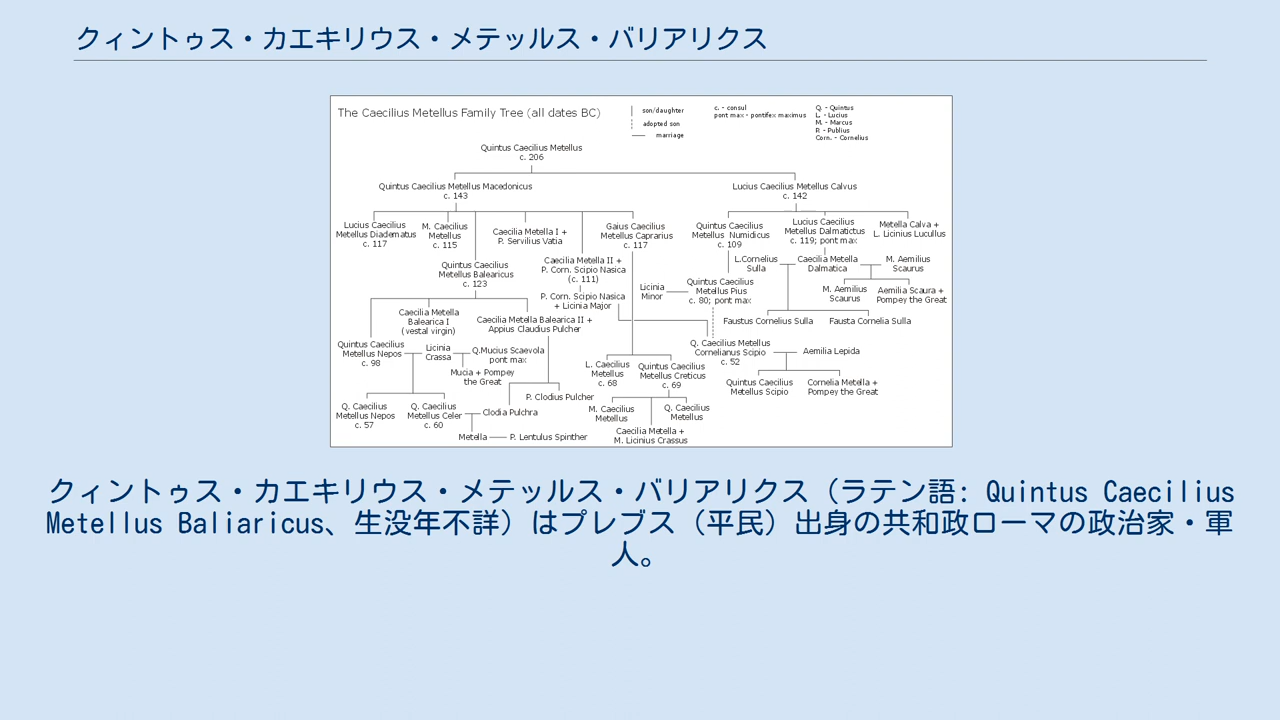 クィントゥス・カエキリウス・メテッルス・バリアリクス
The Caecilius Metellus Family Tree (all dates BC)
son/daughter
adopted son
marriage
c. - consul
pont max - pontifex maximus
Q. - Quintus
L. - Lucius
M. - Marcus
P. - Publius
Corn. - Cornelius
Quintus Caecilius Metellus
c. 206
Quintus Caecilius Metellus Macedonicus
c. 143
Lucius Caecilius Metellus Calvus
c. 142
Lucius Caecilius
Metellus Diadematus
c. 117
M. Caecilius
Metellus
c. 115
Caecilia Metella I +
P. Servilius Vatia
Gaius Caecilius
Metellus Caprarius
c. 117
Quintus Caecilius
Metellus Numidicus
c. 109
Lucius Caecilius
Metellus Dalmatictus
c. 119; pont max
Metella Calva +
L. Licinius Lucullus
Quintus Caecilius
Metellus Balearicus
c. 123
Caecilia Metella II +
P. Corn. Scipio Nasica
(c. 111)
L.Cornelius
Sulla
Caecilia Metella
Dalmatica
M. Aemilius
Scaurus
Licinia
Minor
Quintus Caecilius
Metellus Pius
c. 80; pont max
M. Aemilius
Scaurus
Aemilia Scaura +
Pompey the Great
P. Corn. Scipio Nasica
+ Licinia Major
Caecilia Metella
Balearica I
(vestal virgin)
Caecilia Metella Balearica II +
Appius Claudius Pulcher
Faustus Cornelius Sulla
Fausta Cornelia Sulla
Quintus Caecilius
Metellus Nepos
c. 98
Licinia
Crassa
Q.Mucius Scaevola
pont max
Q. Caecilius Metellus
Cornelianus Scipio
c. 52
Aemilia Lepida
Mucia + Pompey
the Great
L. Caecilius
Metellus
c. 68
Quintus Caecilius
Metellus Creticus
c. 69
Quintus Caecilius
Metellus Scipio
Cornelia Metella +
Pompey the Great
P. Clodius Pulcher
Q. Caecilius
Metellus Nepos
c. 57
Q. Caecilius
Metellus Celer
c. 60
Clodia Pulchra
M. Caecilius
Metellus
Q. Caecilius
Metellus
Metella
P. Lentulus Spinther
Caecilia Metella +
M. Licinius Crassus
クィントゥス・カエキリウス・メテッルス・バリアリクス（ラテン語: Quintus Caecilius
Metellus Baliaricus、生没年不詳）はプレブス（平民）出身の共和政ローマの政治家・軍
人。